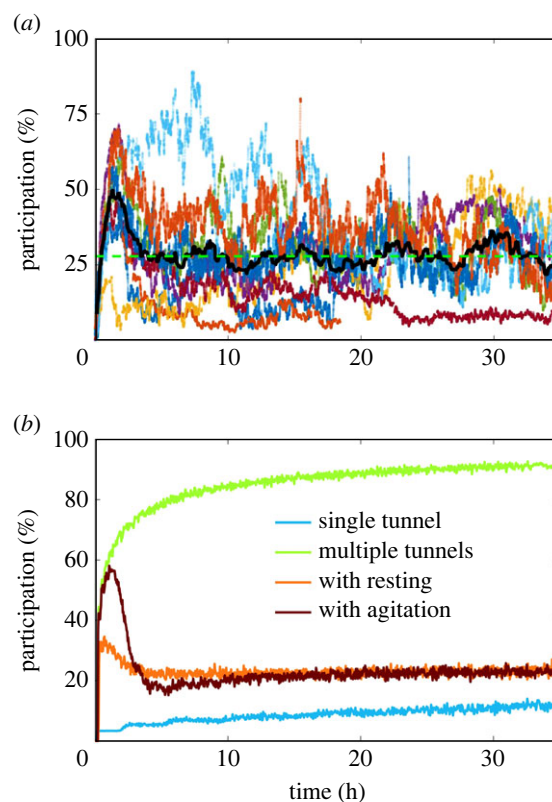 (a)
100
75
50
25
0
participation (%)
10
20
30
(b)
100
80
60
40
20
0
participation (%)
single tunnel
multiple tunnels
with resting
with agitation
10
20
30
time (h)